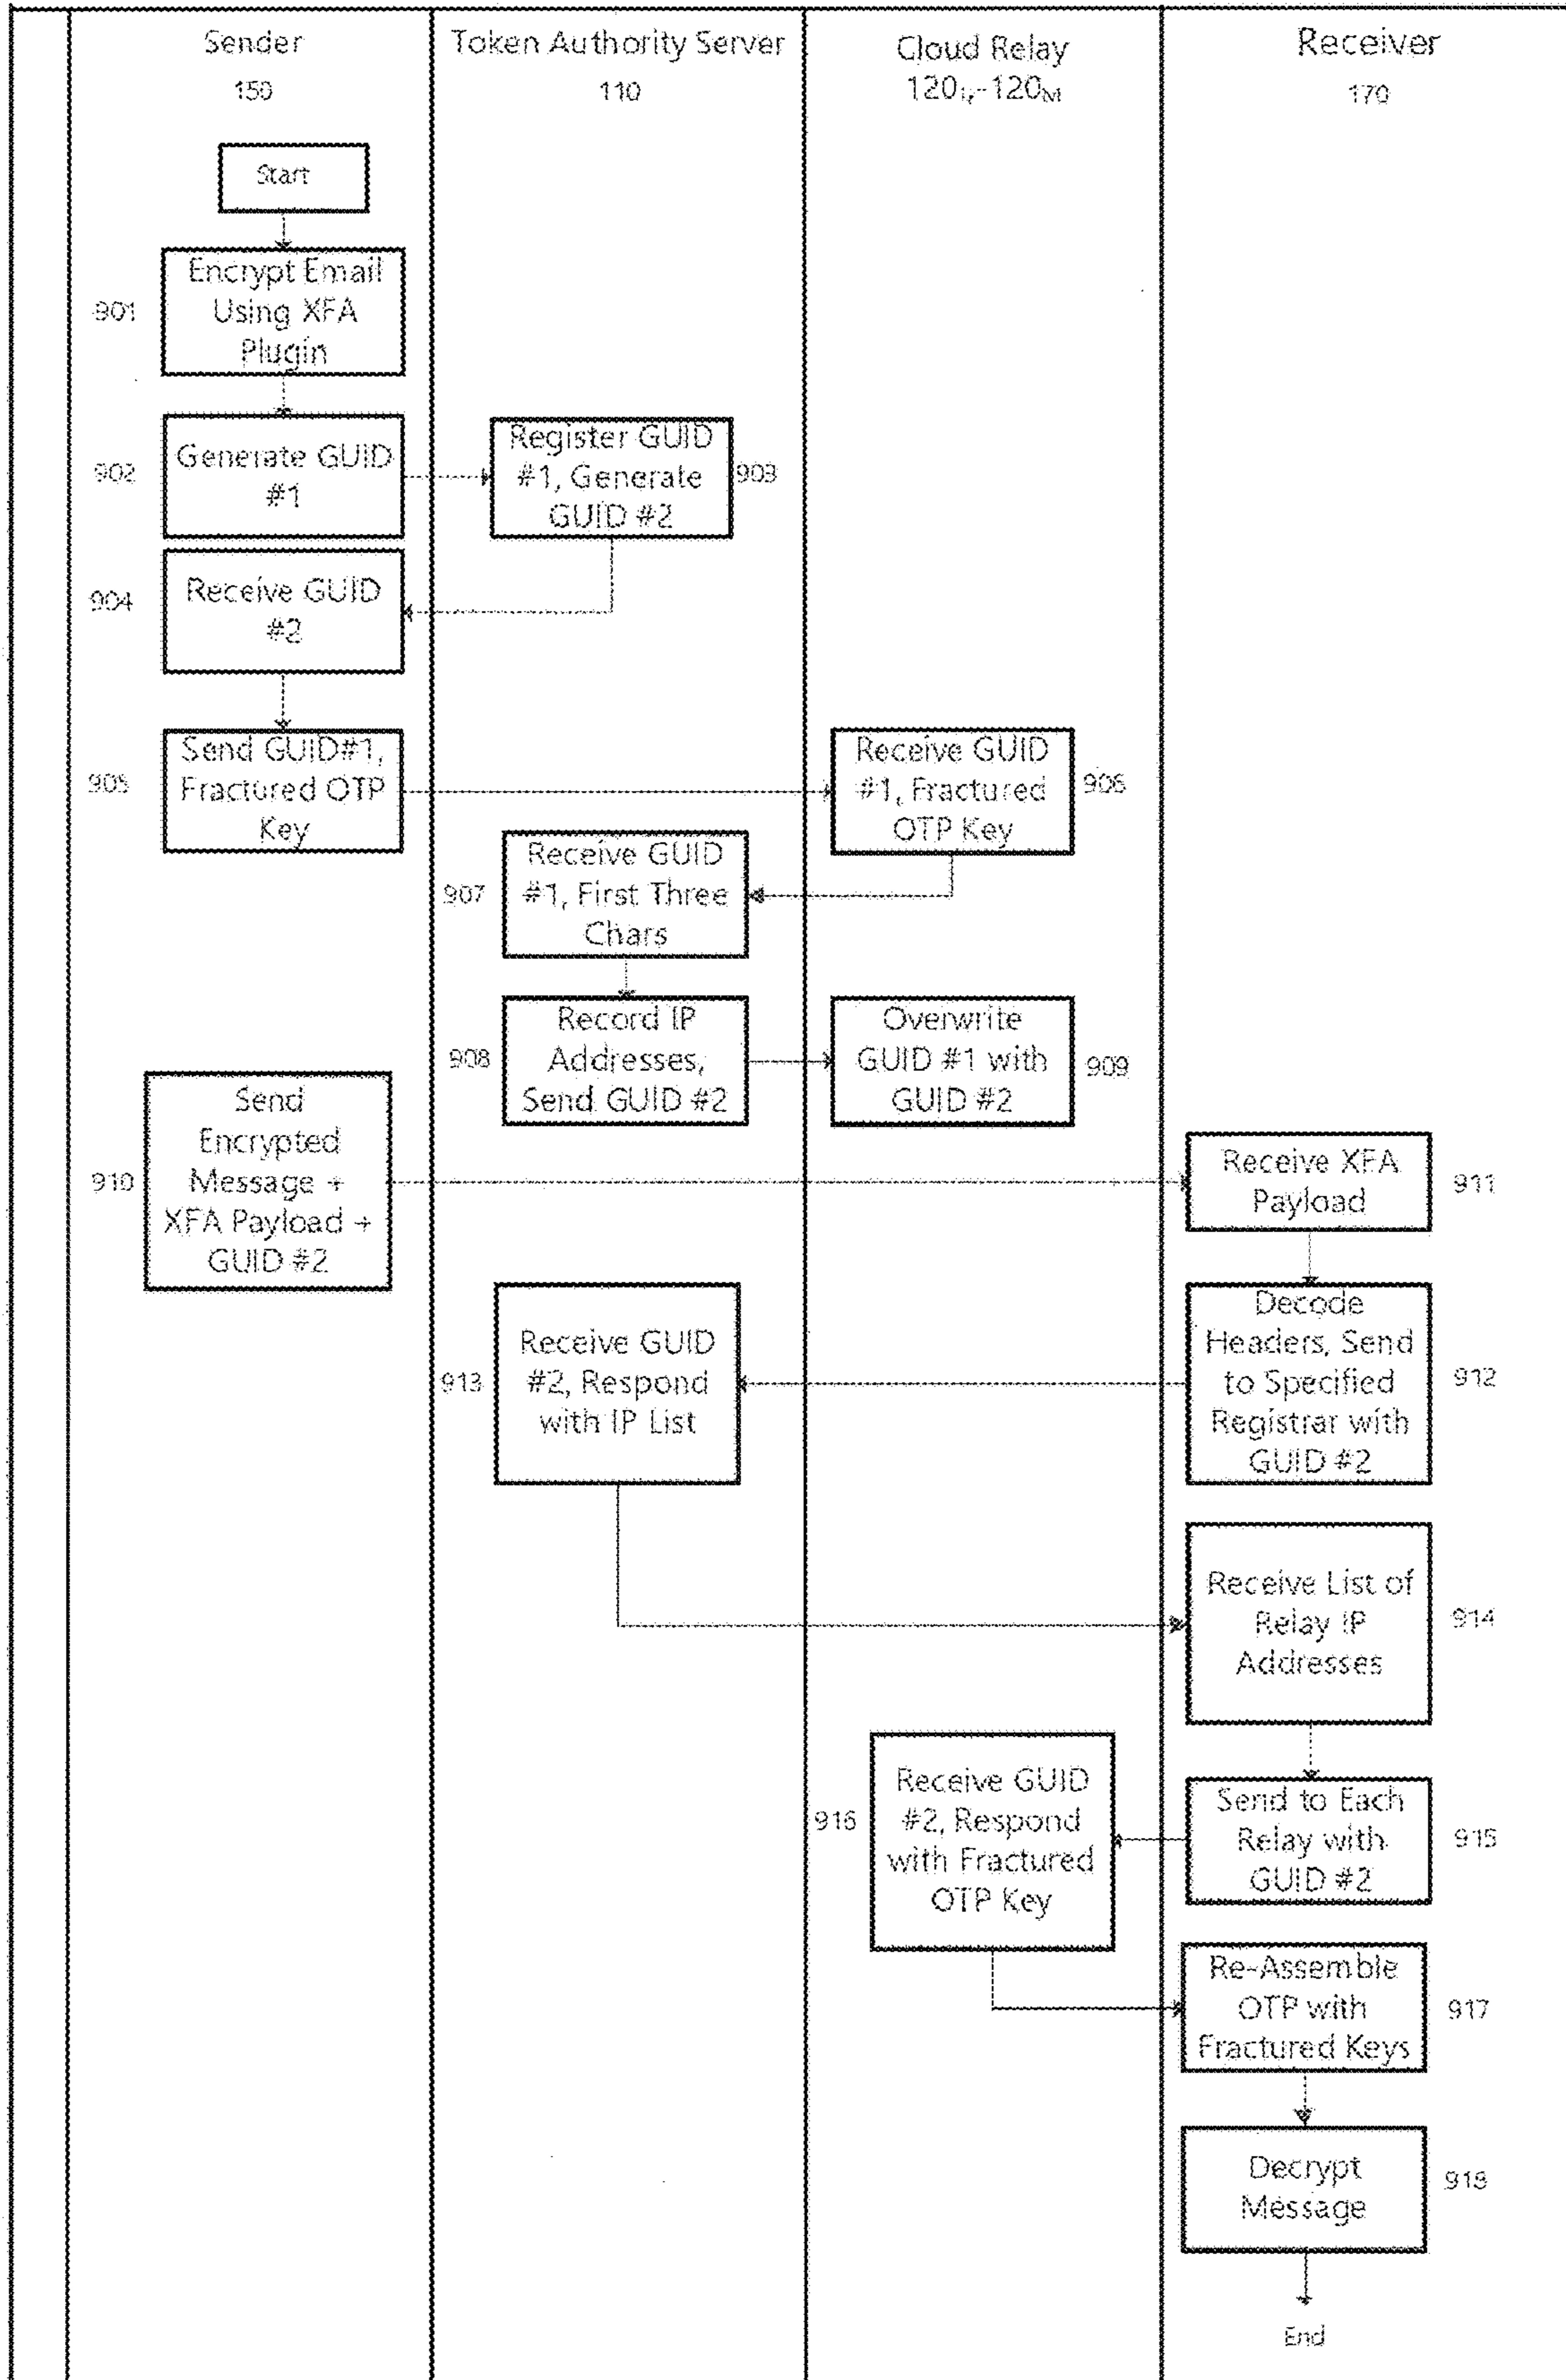 Sender
150
Token Authority Server
110
Cloud Relay
Receiver
170
Start
Encrypt Email
Using XFA
Plugin
901
Generate GUID
#1
902
Register GUID
#1, Generate
GUID #2
903
Receive GUID
#2
904
Send GUID#1,
Fractured OTP
Key
905
Receive GUID
#1, Fractured
OTP Key
906
Receive GUID
#1, First Three
Chars
907
Record IP
Addresses,
Send GUID #2
908
Overwrite
GUID #1 with
GUID #2
909
Send
Encrypted
Message +
XFA Payload +
GUID #2
910
Receive XFA
Payload
911
Decode
Headers, Send
to Specified
Registrar with
GUID #2
912
Receive GUID
#2, Respond
with IP List
913
Receive List of
Relay IP
Addresses
914
Send to Each
Relay with
GUID #2
915
Receive GUID
#2, Respond
with Fractured
OTP Key
916
Re-Assemble
OTP with
Fractured Keys
917
Decrypt
Message
918
End